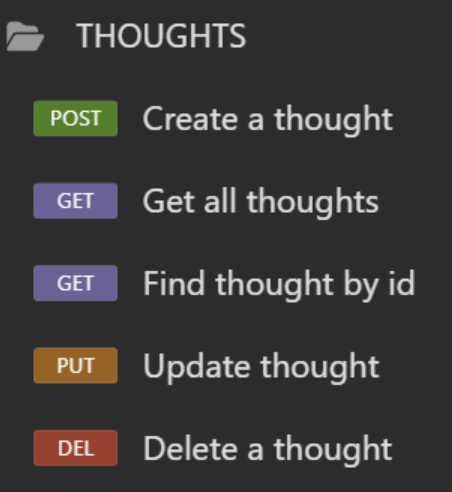 THOUGHTS
POST Create a thought
GET Get all thoughts
GET Find thought by id
PUT Update thought
DEL Delete a thought